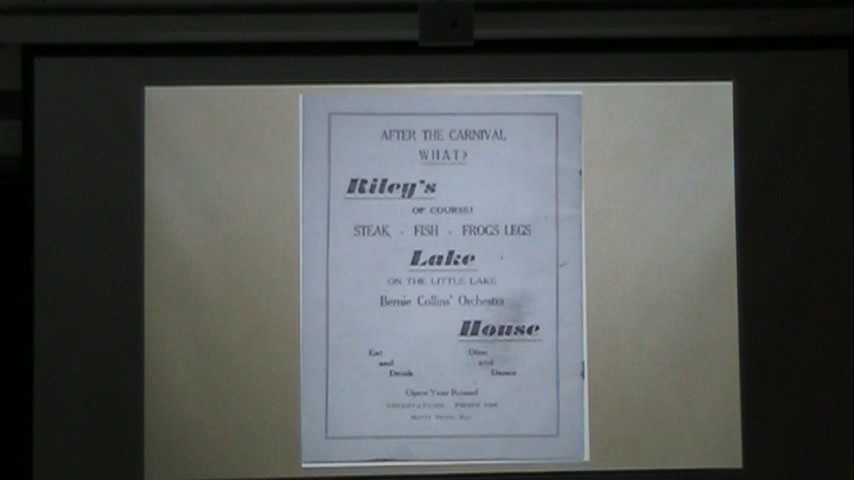 AFTER THE CARNIVAL
WHAT?
Riley's
OF COURSE!
STEAK - FISH - FROGS LEGS
Lake
ON THE LITTLE LAKE
Bernie Collins' Orchestra
House
Eat Dine
and and
Drink Dance
Open Year Round